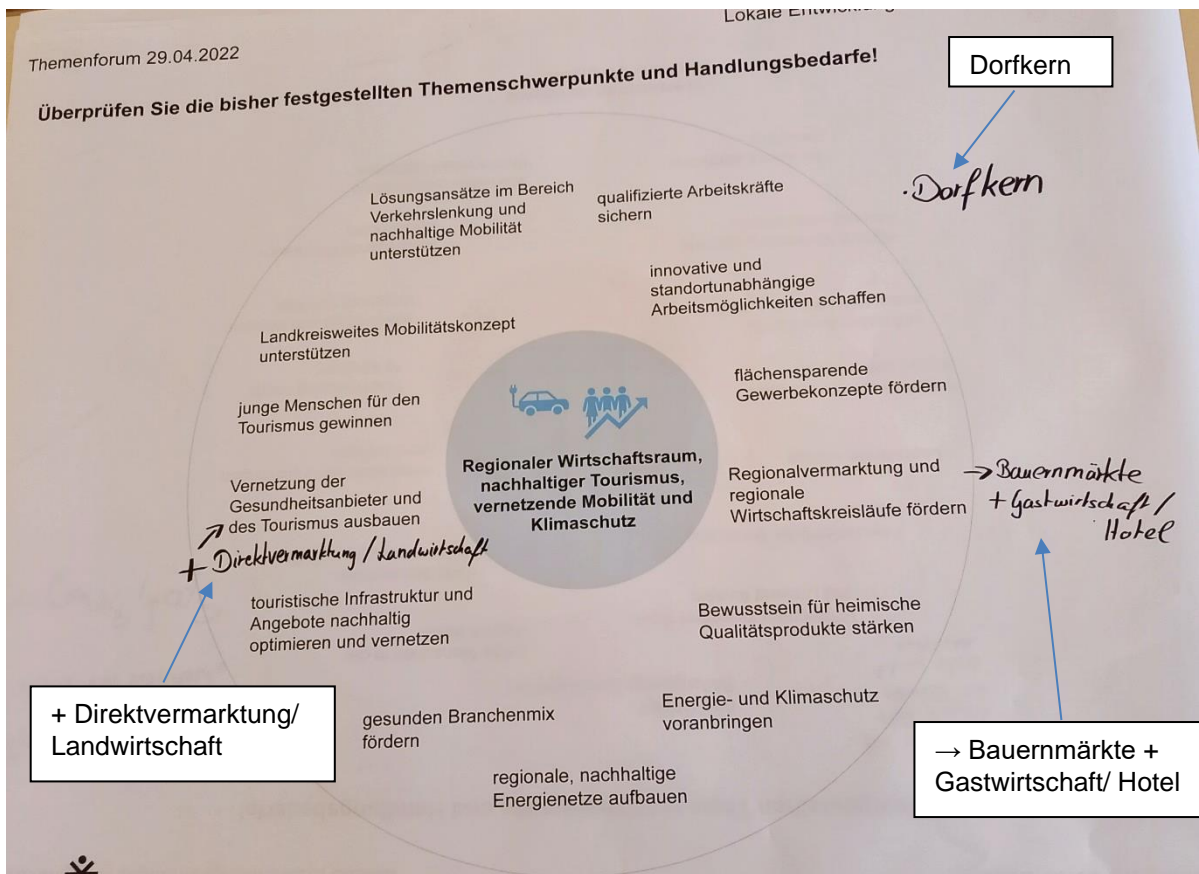 Lokale Entwicklung
Themenforum 29.04.2022
Überprüfen Sie die bisher festgestellten Themenschwerpunkte und Handlungsbedarfe!
Dorfkern
·Dorfkern
Lösungsansätze im Bereich
Verkehrslenkung und
nachhaltige Mobilität
unterstützen
qualifizierte Arbeitskräfte
sichern
innovative und
standortunabhängige
Arbeitsmöglichkeiten schaffen
Landkreisweites Mobilitätskonzept
unterstützen
flächensparende
Gewerbekonzepte fördern
junge Menschen für den
Tourismus gewinnen
Regionaler Wirtschaftsraum,
nachhaltiger Tourismus,
vernetzende Mobilität und
Klimaschutz
Vernetzung der
Gesundheitsanbieter und
des Tourismus ausbauen
+ Direktvermarktung / Landwirtschaft
Regionalvermarktung und
regionale
Wirtschaftskreisläufe fördern
→ Bauernmärkte
+ Gastwirtschaft /
Hotel
touristische Infrastruktur und
Angebote nachhaltig
optimieren und vernetzen
Bewusstsein für heimische
Qualitätsprodukte stärken
+ Direktvermarktung/
Landwirtschaft
gesunden Branchenmix
fördern
Energie- und Klimaschutz
voranbringen
→ Bauernmärkte +
Gastwirtschaft/ Hotel
regionale, nachhaltige
Energienetze aufbauen